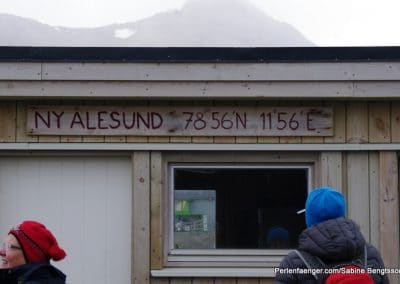 NY ALESUND 78 56'N 11 56'E
Perlenfaenger.com/Sabine Bengtsson